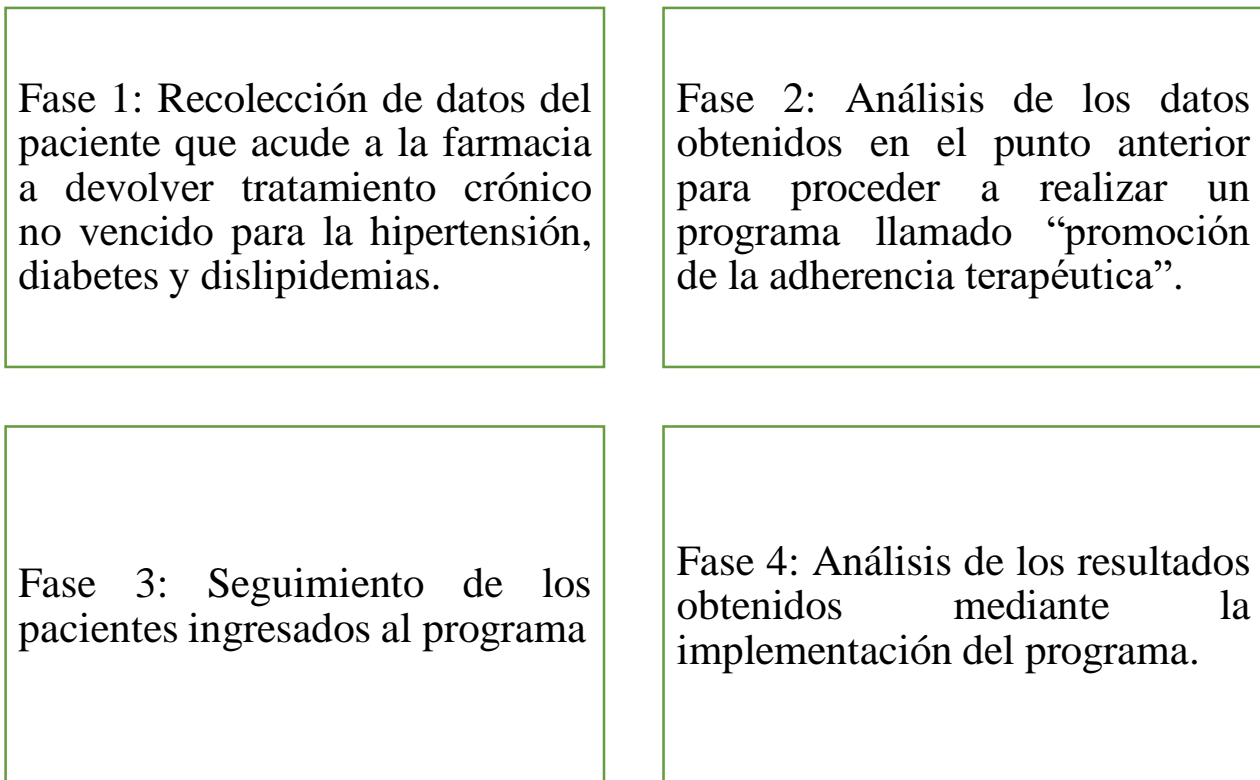 Fase 1: Recolección de datos del
paciente que acude a la farmacia
a devolver tratamiento crónico
no vencido para la hipertensión,
diabetes y dislipidemias.
Fase 2: Análisis de los datos
obtenidos en el punto anterior
para proceder a realizar un
programa llamado “promoción
de la adherencia terapéutica”.
Fase 3: Seguimiento de los
pacientes ingresados al programa
Fase 4: Análisis de los resultados
obtenidos mediante la
implementación del programa.